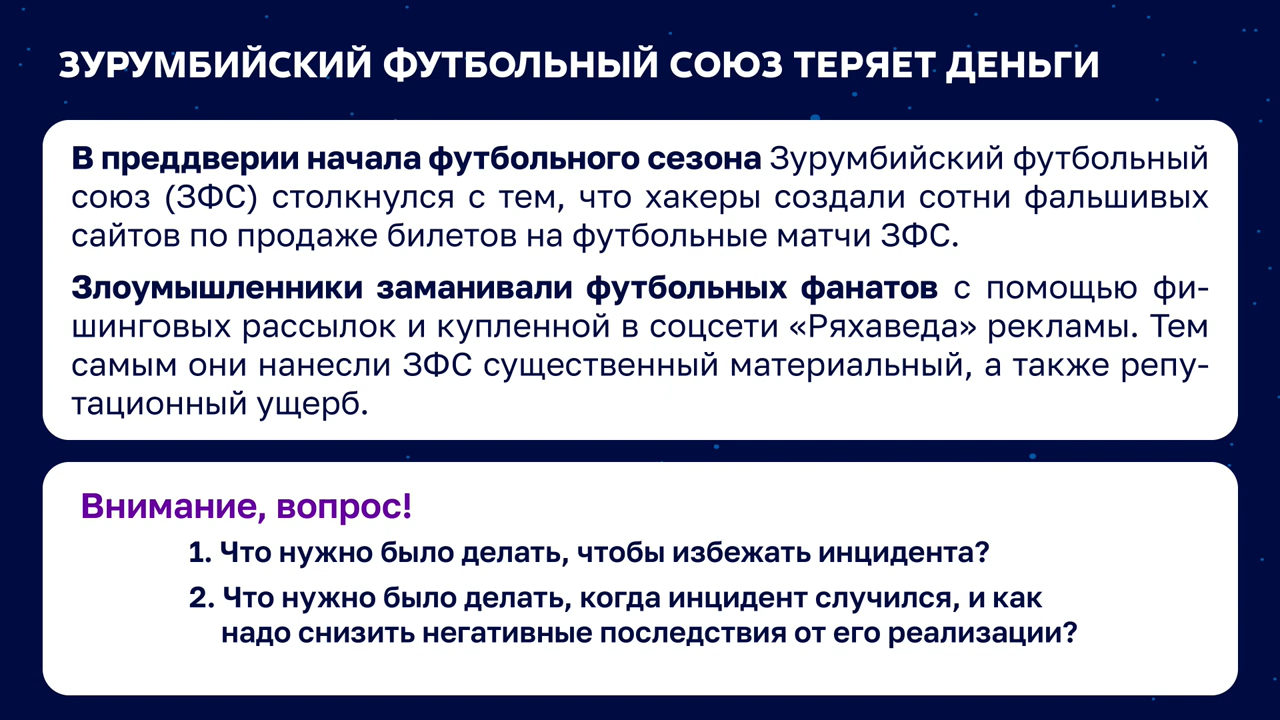 ЗУРУМБИЙСКИЙ ФУТБОЛЬНЫЙ СОЮЗ ТЕРЯЕТ ДЕНЬГИ
В преддверии начала футбольного сезона Зурумбийский футбольный
союз (ЗФС) столкнулся с тем, что хакеры создали сотни фальшивых
сайтов по продаже билетов на футбольные матчи ЗФС.
Злоумышленники заманивали футбольных фанатов с помощью фи-
шинговых рассылок и купленной в соцсети «Ряхаведа» рекламы. Тем
самым они нанесли ЗФС существенный материальный, а также репу-
тационный ущерб.
Внимание, вопрос!
1. Что нужно было делать, чтобы избежать инцидента?
2. Что нужно было делать, когда инцидент случился, и как
надо снизить негативные последствия от его реализации?